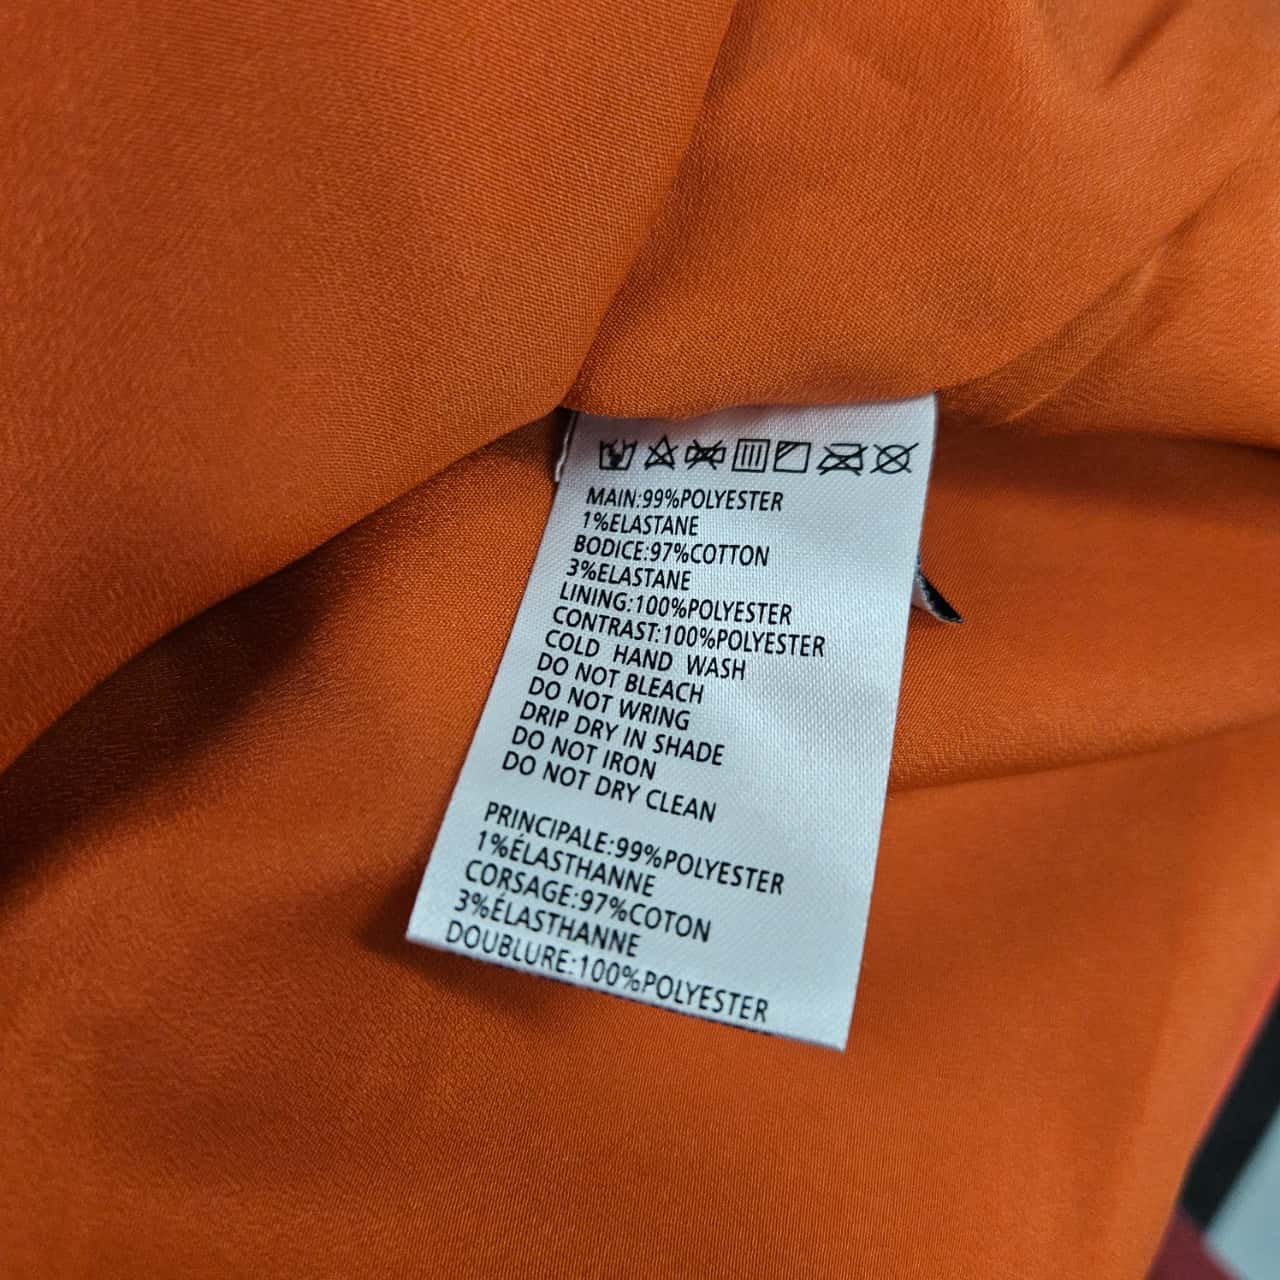 MAIN:99%POLYESTER
1%ELASTANE
BODICE:97%COTTON
3%ELASTANE
LINING:100%POLYESTER
CONTRAST:100%POLYESTER
COLD HAND WASH
DO NOT BLEACH
DO NOT WRING
DRIP DRY IN SHADE
DO NOT IRON
DO NOT DRY CLEAN
PRINCIPALE:99%POLYESTER
1%ÉLASTHANNE
CORSAGE:97%COTON
3%ÉLASTHANNE
DOUBLURE:100%POLYESTER